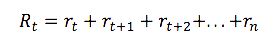 R_t = r_t + r_{t+1} + r_{t+2}+...+r_n